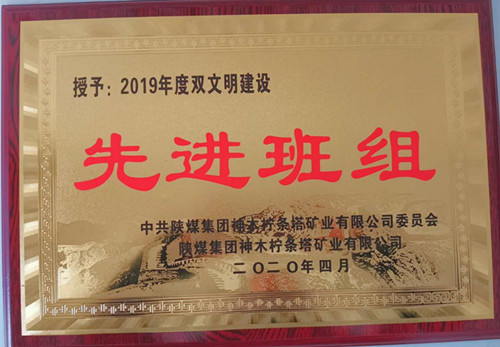 授予：2019年度双文明建设
先进班组
中共陕煤集团神木柠条塔矿业有限公司委员会
陕煤集团神木柠条塔矿业有限公司
二〇二〇年四月